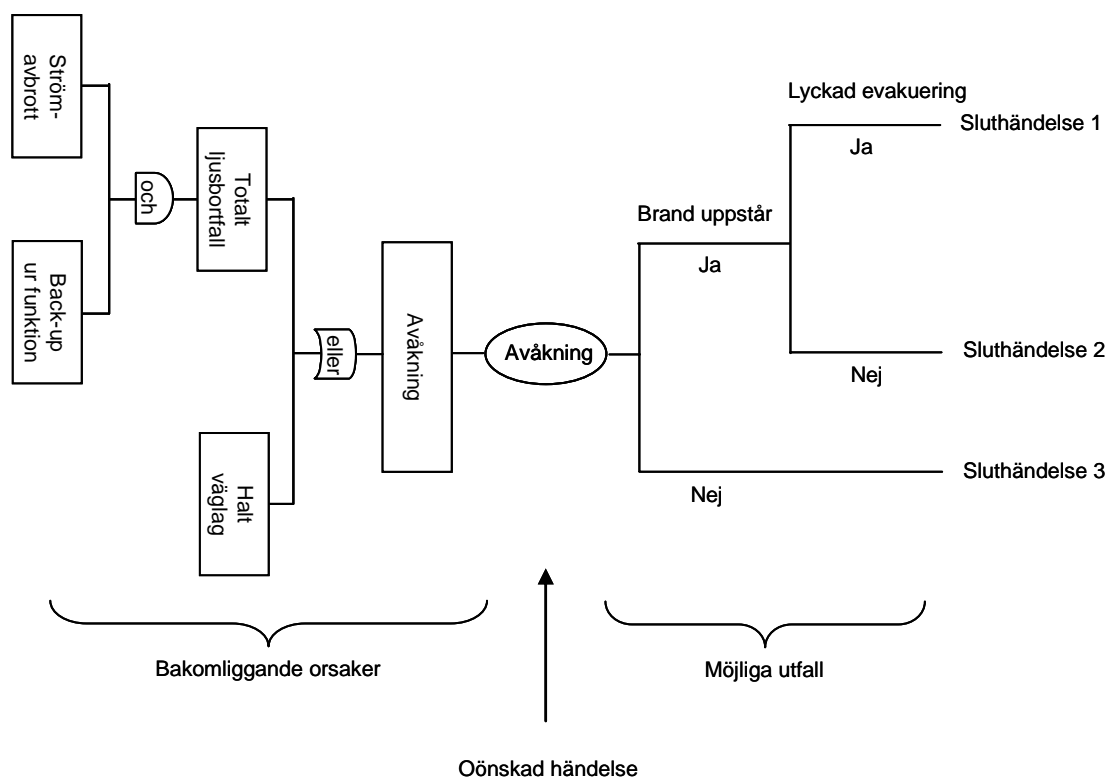 Ström-
avbrott
Back-up
ur funktion
och
Totalt
ljusbortfall
Halt
väglag
eller
Avåkning
Avåkning
Lyckad evakuering
Ja
Sluthändelse 1
Brand uppstår
Ja
Nej
Sluthändelse 2
Nej
Sluthändelse 3
Bakomliggande orsaker
Möjliga utfall
Oönskad händelse